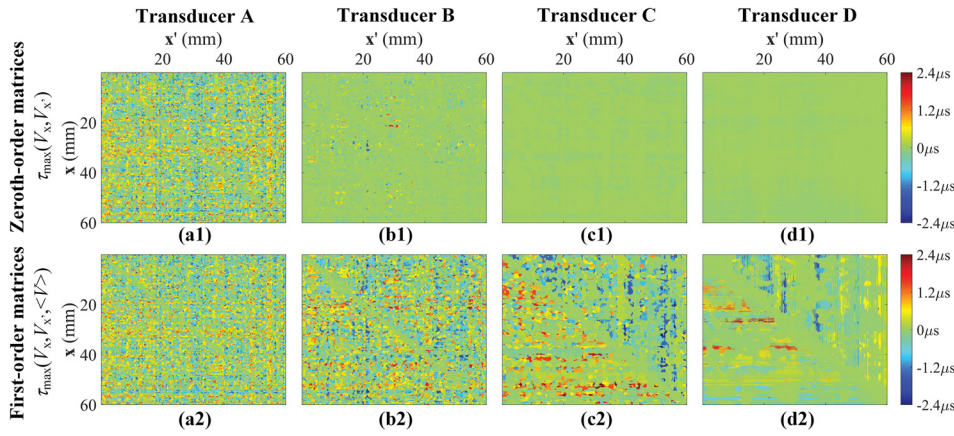 Transducer A Transducer B Transducer C Transducer D
x' (mm) x' (mm) x' (mm) x' (mm)
20 40 60 20 40 60 20 40 60 20 40 60
Zeroth-order matrices
τmax(Vx,Vx')
x (mm)
20
40
60
2.4μs
1.2μs
0μs
-1.2μs
-2.4μs
(a1) (b1) (c1) (d1)
First-order matrices
τmax(Vx,Vx',<V>)
x (mm)
20
40
60
2.4μs
1.2μs
0μs
-1.2μs
-2.4μs
(a2) (b2) (c2) (d2)